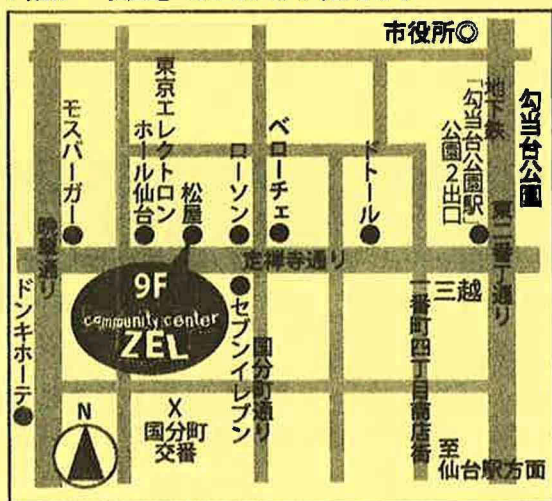 市役所◎
地下鉄
「勾当台公園駅」
公園2出口
勾当台公園
東二番丁通り
ドトール
ベローチェ
ローソン
松屋
東京エレクトロン
ホール仙台
モスバーガー
晩翠通り
定禅寺通り
9F
community center
ZEL
セブンイレブン
国分町通り
三越
一番町四丁目商店街
ドンキホーテ
N
X
国分町
交番
至
仙台駅方面